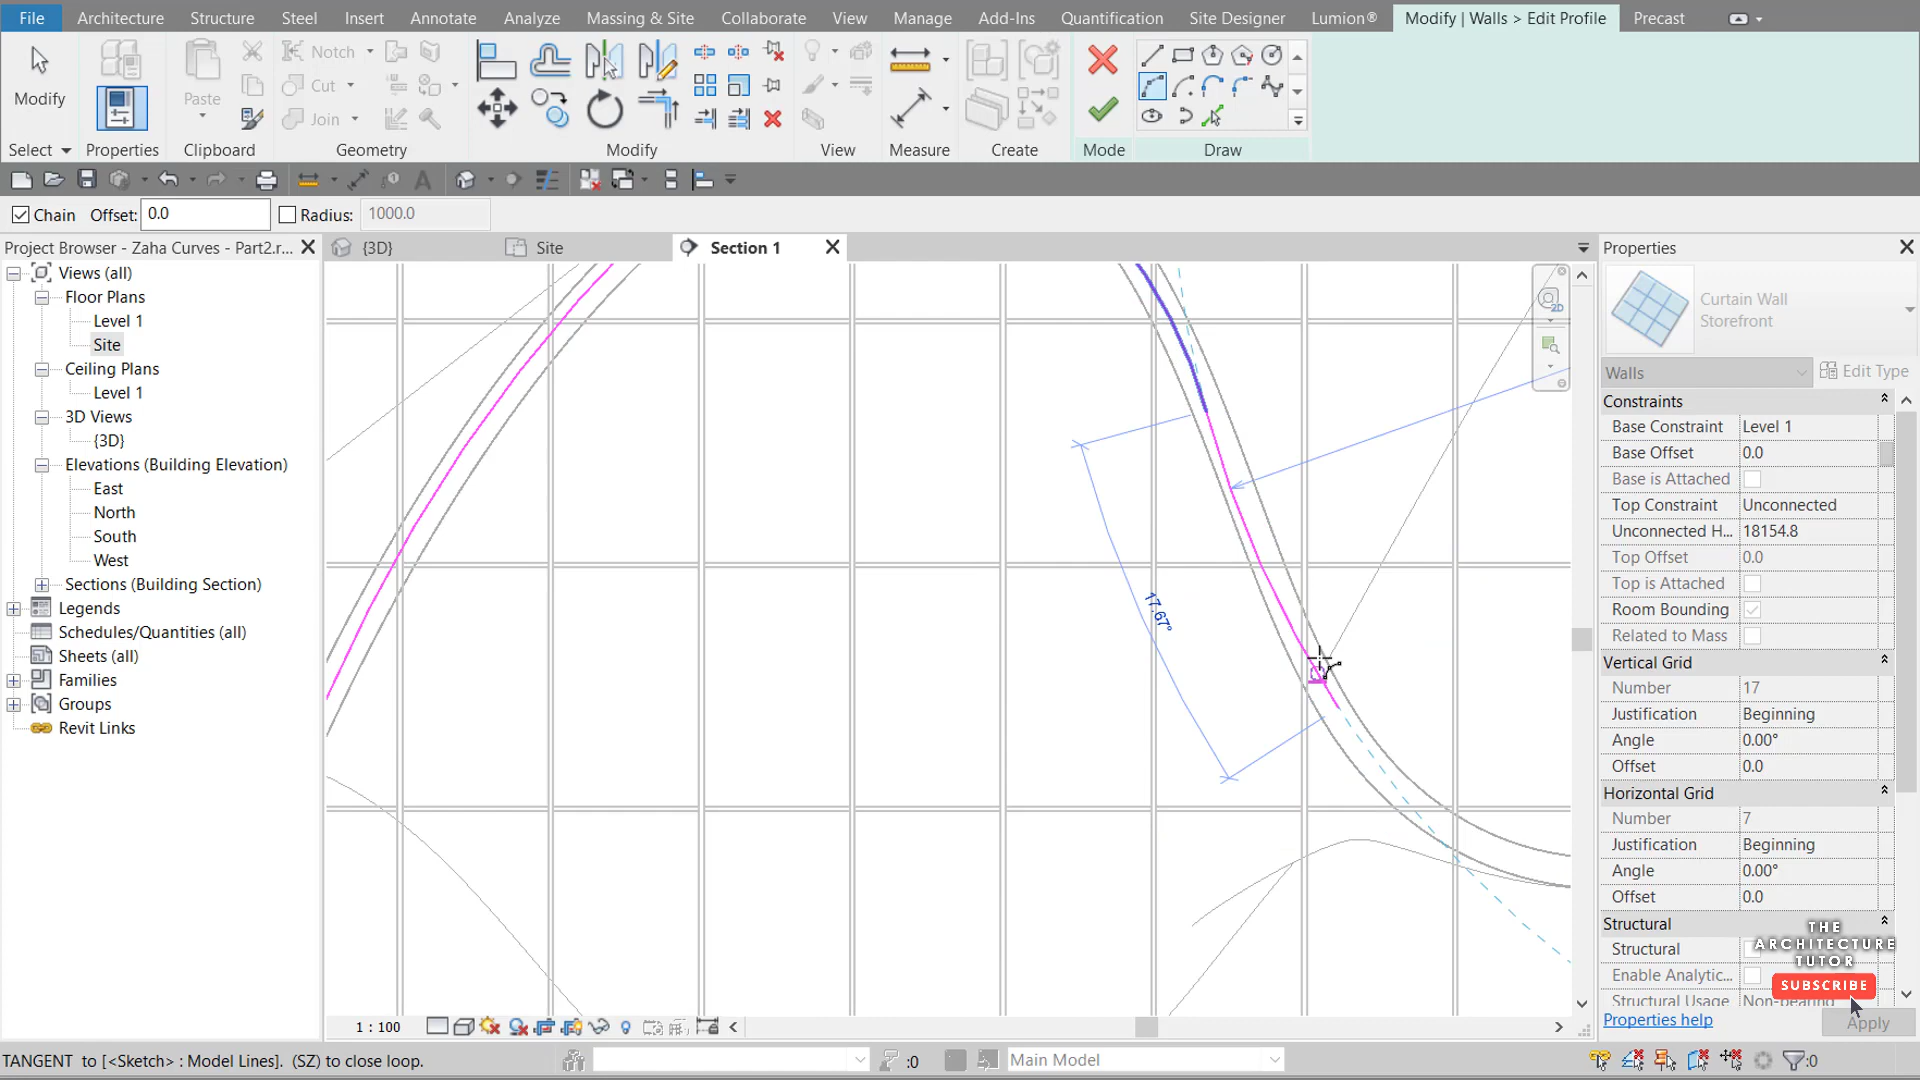 File Architecture Structure Steel Insert Annotate Analyze Massing & Site Collaborate View Manage Add-Ins Quantification Site Designer Lumion® Modify | Walls > Edit Profile Precast
Modify
Paste
Notch
Cut
Join
Select Properties Clipboard Geometry Modify View Measure Create Mode Draw
Chain Offset: 0.0 Radius: 1000.0
Project Browser - Zaha Curves - Part2.r...
{3D} Site Section 1
Views (all)
Floor Plans
Level 1
Site
Ceiling Plans
Level 1
3D Views
{3D}
Elevations (Building Elevation)
East
North
South
West
Sections (Building Section)
Legends
Schedules/Quantities (all)
Sheets (all)
Families
Groups
Revit Links
17.67°
2D
Properties
Curtain Wall
Storefront
Walls Edit Type
Constraints
Base Constraint Level 1
Base Offset 0.0
Base is Attached
Top Constraint Unconnected
Unconnected H... 18154.8
Top Offset 0.0
Top is Attached
Room Bounding
Related to Mass
Vertical Grid
Number 17
Justification Beginning
Angle 0.00°
Offset 0.0
Horizontal Grid
Number 7
Justification Beginning
Angle 0.00°
Offset 0.0
Structural
Structural
Enable Analytic...
Structural Usage Non-bearing
THE
ARCHITECTURE
TUTOR
SUBSCRIBE
Properties help Apply
1 : 100
TANGENT to [<Sketch> : Model Lines]. (SZ) to close loop. :0 Main Model :0